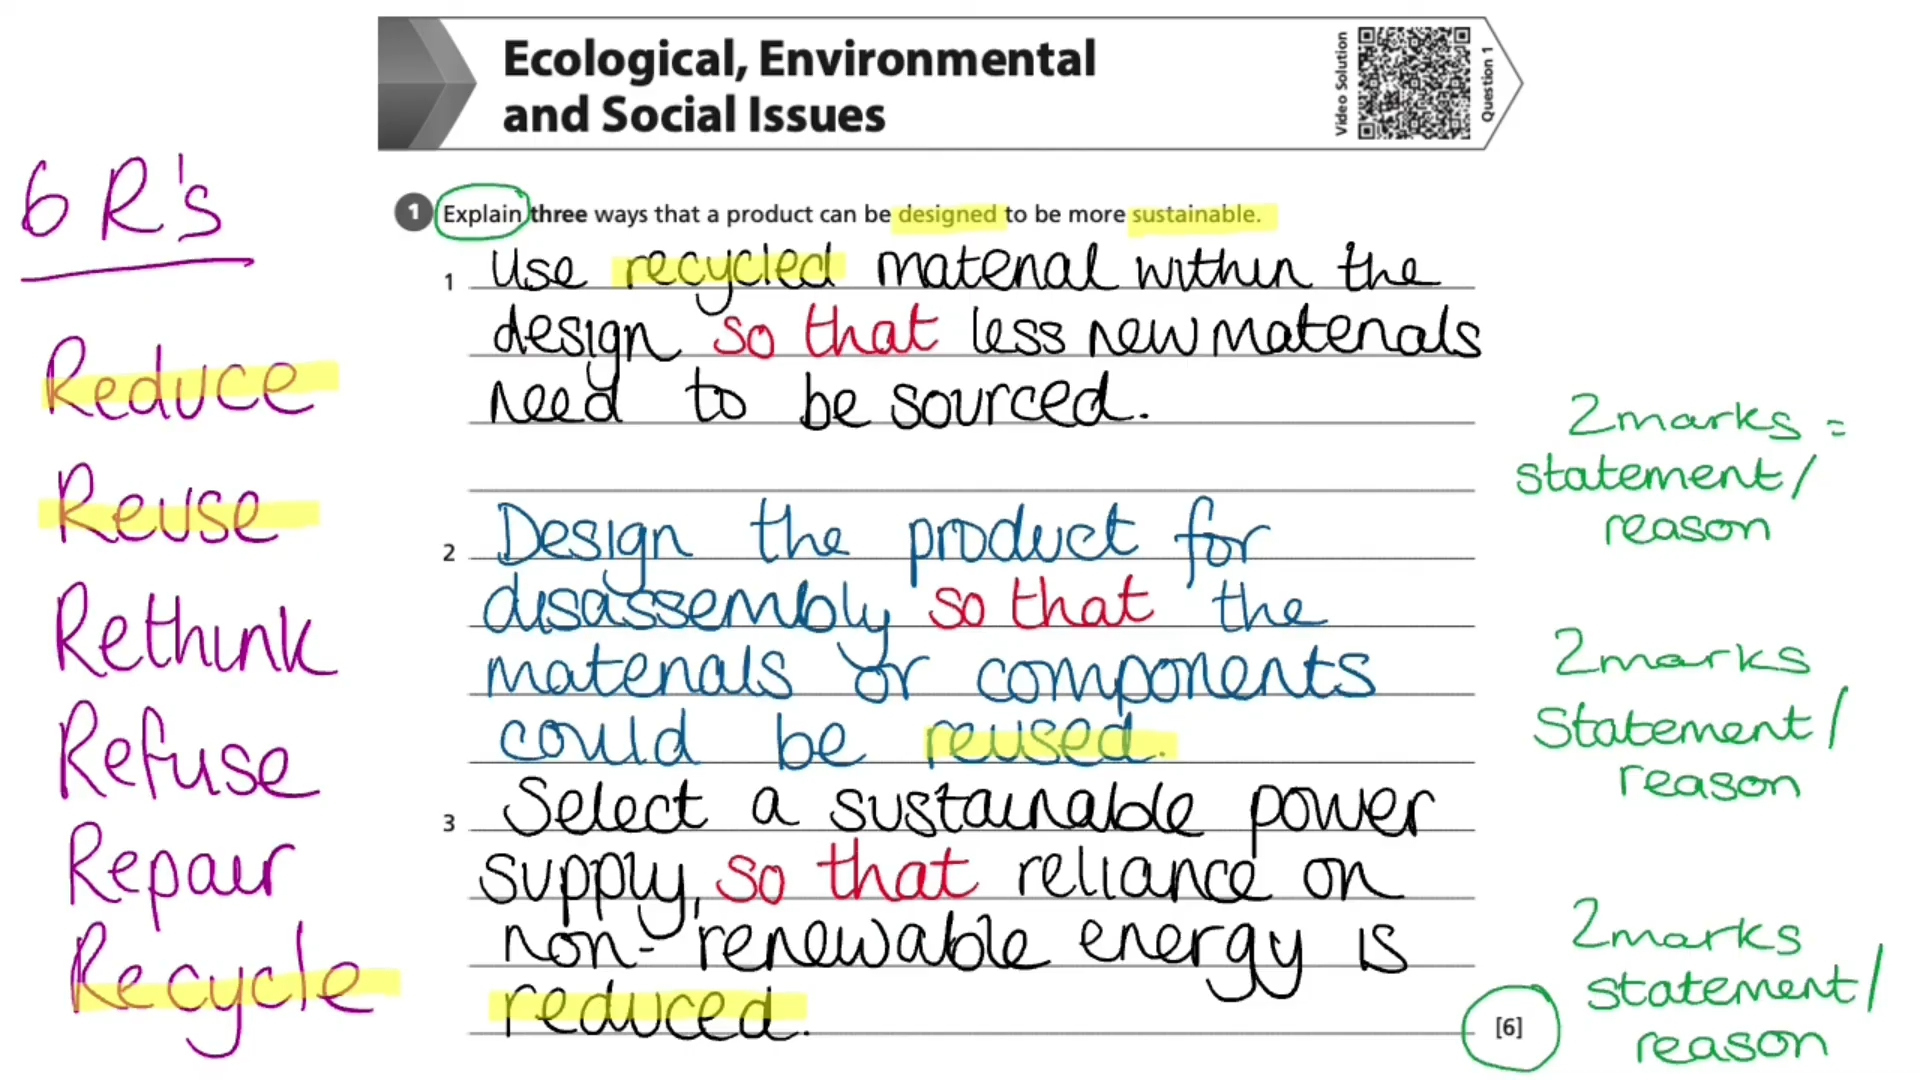 Ecological, Environmental
and Social Issues
Video Solution
Question 1
6 R's
Reduce
Reuse
Rethink
Refuse
Repair
Recycle
1 Explain three ways that a product can be designed to be more sustainable.
1 Use recycled material within the
design so that less new materials
need to be sourced.
2 Design the product for
disassembly so that the
materials or components
could be reused.
3 Select a sustainable power
supply, so that reliance on
non-renewable energy is
reduced.
[6]
2marks =
statement/
reason
2marks
Statement/
reason
2marks
statement/
reason